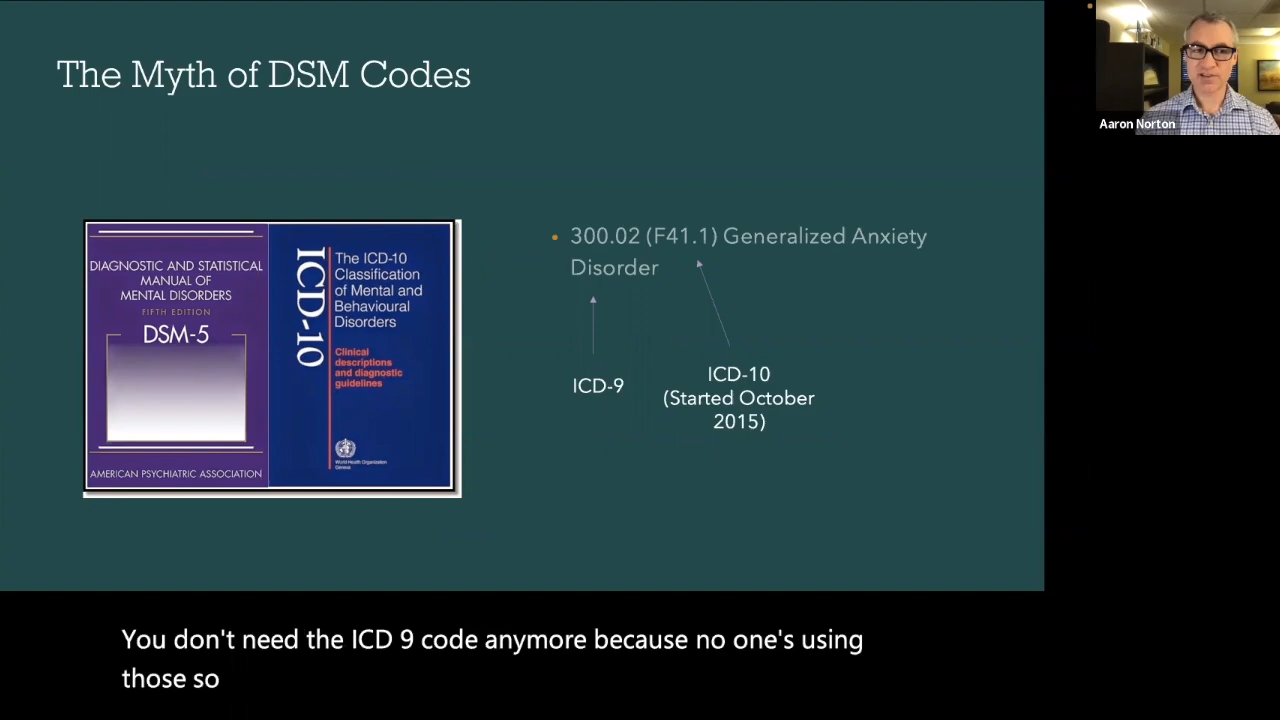 The Myth of DSM Codes
Aaron Norton
DIAGNOSTIC AND STATISTICAL
MANUAL OF
MENTAL DISORDERS
FIFTH EDITION
DSM-5
AMERICAN PSYCHIATRIC ASSOCIATION
ICD-10
The ICD-10
Classification
of Mental and
Behavioural
Disorders
Clinical
descriptions
and diagnostic
guidelines
World Health Organization
Geneva
• 300.02 (F41.1) Generalized Anxiety
Disorder
ICD-9
ICD-10
(Started October
2015)
You don't need the ICD 9 code anymore because no one's using
those so